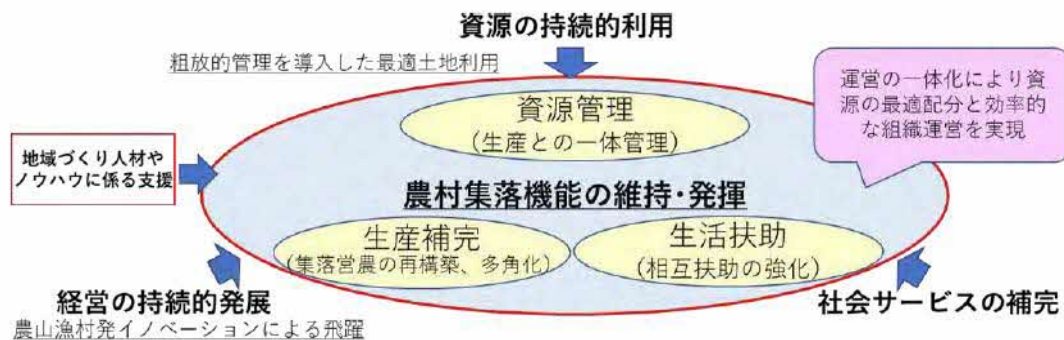 資源の持続的利用
粗放的管理を導入した最適土地利用
運営の一体化により資
源の最適配分と効率的
な組織運営を実現
資源管理
(生産との一体管理)
地域づくり人材や
ノウハウに係る支援
農村集落機能の維持・発揮
生産補完
(集落営農の再構築、多角化)
生活扶助
(相互扶助の強化)
経営の持続的発展
農山漁村発イノベーションによる飛躍
社会サービスの補完